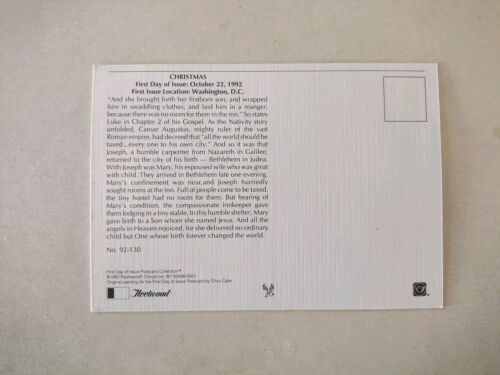 CHRISTMAS
First Day of Issue: October 22, 1992
First Issue Location: Washington, D.C.
"And she brought forth her firstborn son, and wrapped
him in swaddling clothes, and laid him in a manger:
because there was no room for them in the inn." So states
Luke in Chapter 2 of his Gospel. As the Nativity story
unfolded, Caesar Augustus, mighty ruler of the vast
Roman empire, had decreed that "all the world should be
taxed...every one to his own city." And so it was that
Joseph, a humble carpenter from Nazareth in Galilee,
returned to the city of his birth — Bethlehem in Judea.
With Joseph was Mary, his espoused wife who was great
with child. They arrived in Bethlehem late one evening.
Mary's confinement was near, and Joseph hurriedly
sought rooms at the inn. Full of people come to be taxed,
the tiny hostel had no room for them. But hearing of
Mary's condition, the compassionate innkeeper gave
them lodging in a tiny stable. In this humble shelter, Mary
gave birth to a Son whom she named Jesus. And all the
angels in Heaven rejoiced, for she delivered no ordinary
child but One whose birth forever changed the world.
No. 92-130
First Day of Issue Postcard Collection™
©1992 Fleetwood® Cheyenne, WY 82008-0001
Original painting for the First Day of Issue Postcard by Chris Calle
Fleetwood®